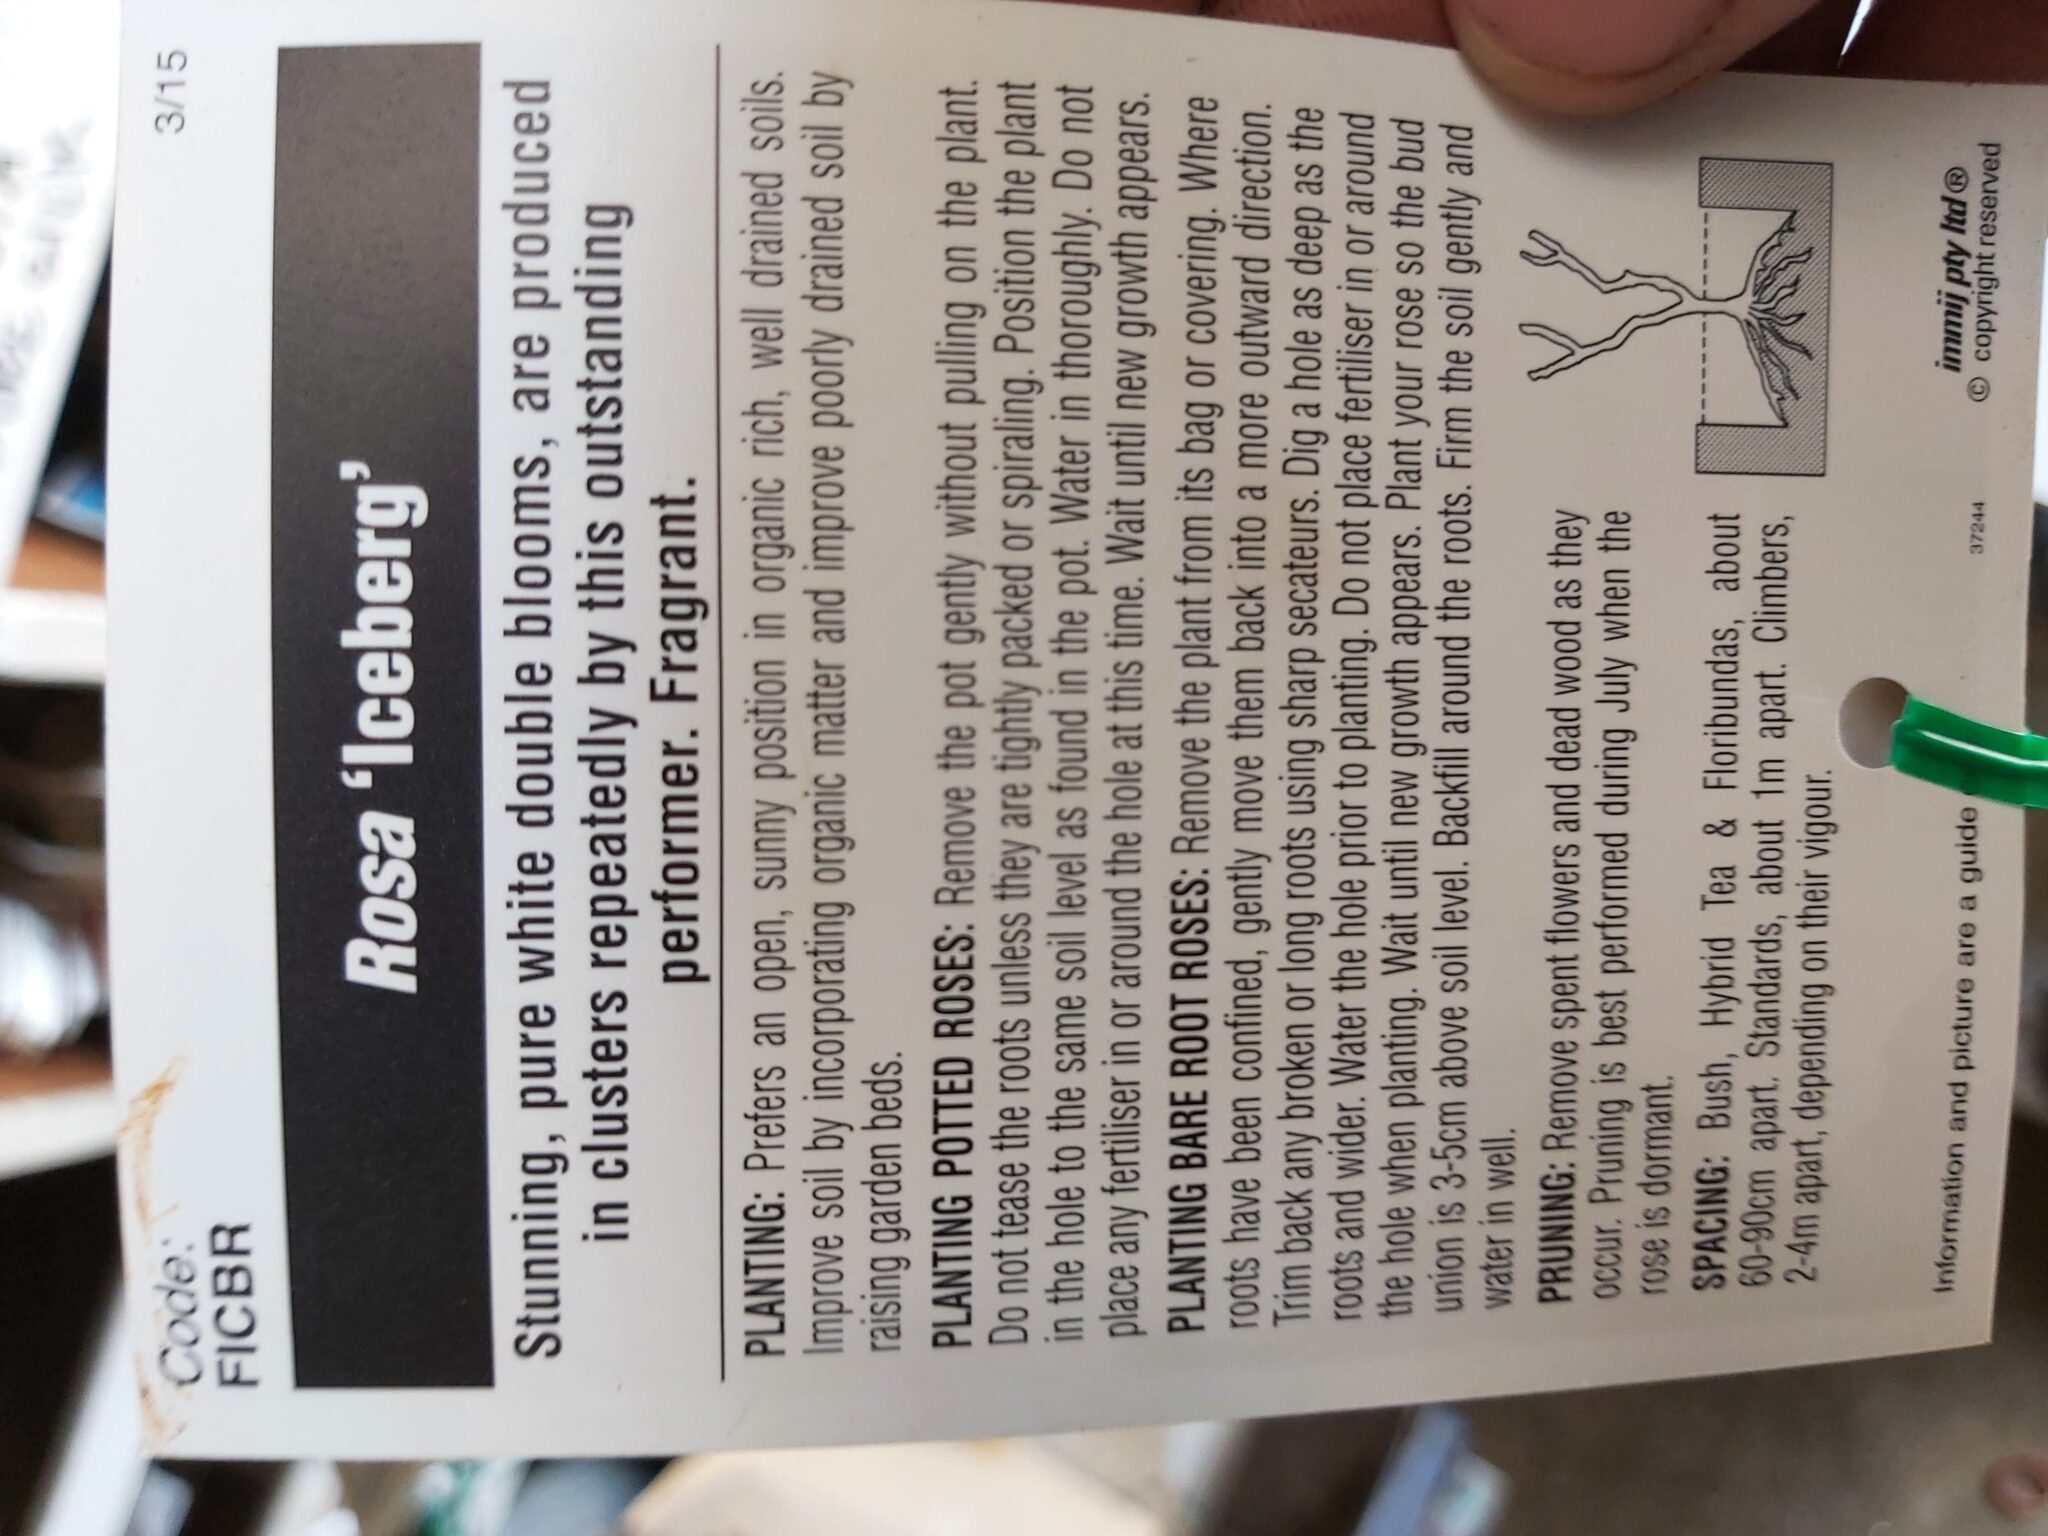 3/15
Code:
FICBR
Rosa ‘Iceberg’
Stunning, pure white double blooms, are produced
in clusters repeatedly by this outstanding
performer. Fragrant.
PLANTING: Prefers an open, sunny position in organic rich, well drained soils.
Improve soil by incorporating organic matter and improve poorly drained soil by
raising garden beds.
PLANTING POTTED ROSES: Remove the pot gently without pulling on the plant.
Do not tease the roots unless they are tightly packed or spiraling. Position the plant
in the hole to the same soil level as found in the pot. Water in thoroughly. Do not
place any fertiliser in or around the hole at this time. Wait until new growth appears.
PLANTING BARE ROOT ROSES: Remove the plant from its bag or covering. Where
roots have been confined, gently move them back into a more outward direction.
Trim back any broken or long roots using sharp secateurs. Dig a hole as deep as the
roots and wider. Water the hole prior to planting. Do not place fertiliser in or around
the hole when planting. Wait until new growth appears. Plant your rose so the bud
union is 3-5cm above soil level. Backfill around the roots. Firm the soil gently and
water in well.
PRUNING: Remove spent flowers and dead wood as they
occur. Pruning is best performed during July when the
rose is dormant.
SPACING: Bush, Hybrid Tea & Floribundas, about
60-90cm apart. Standards, about 1m apart. Climbers,
2-4m apart, depending on their vigour.
Information and picture are a guide
37244
immij pty ltd ®
© copyright reserved